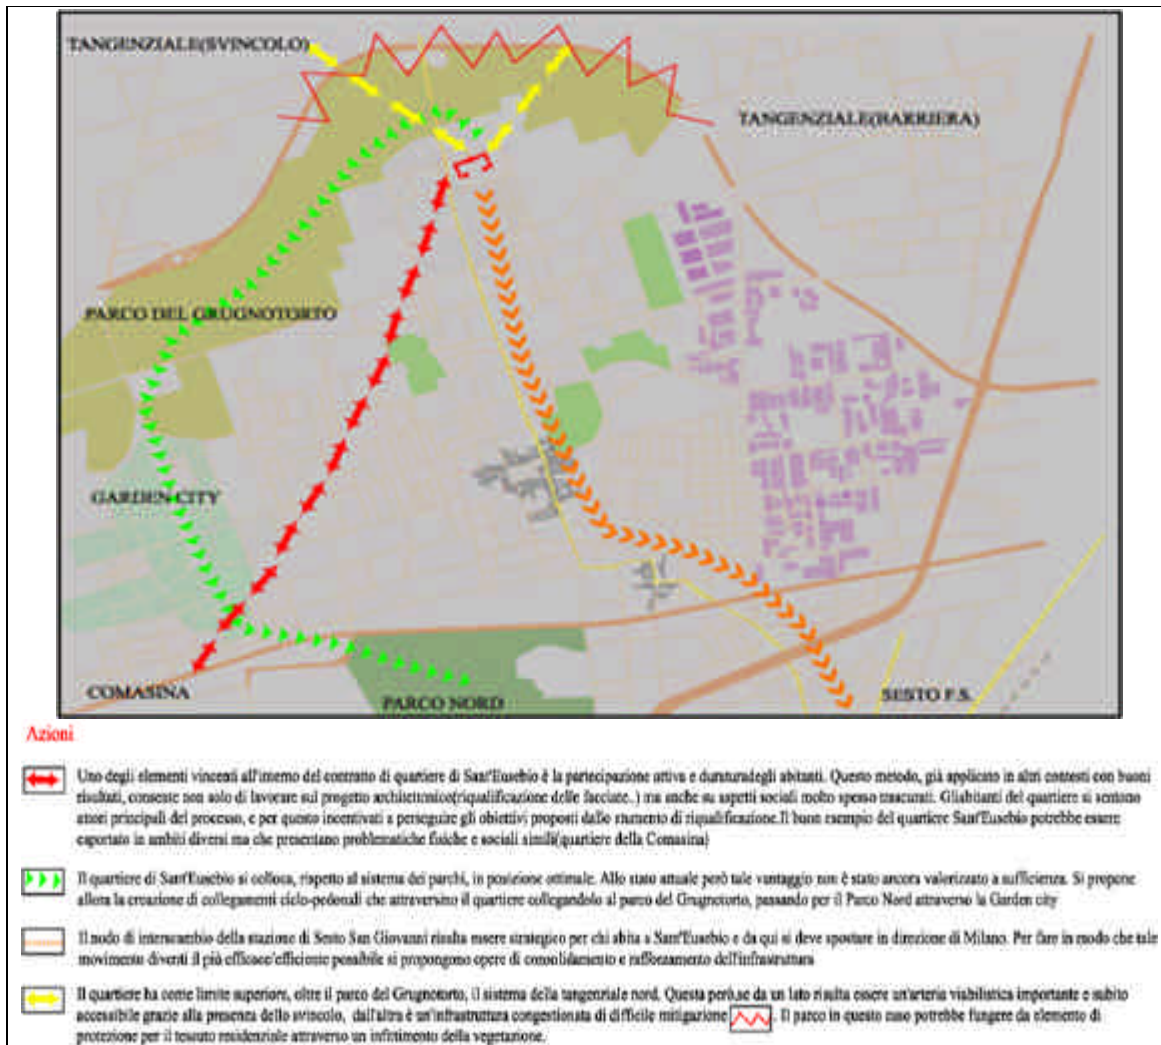 TANGENZIALE(SVINCOLO)
TANGENZIALE(BARRIERA)
PARCO DEL GRUGNOTORTO
GARDEN CITY
COMASINA
PARCO NORD
SESTO F.S.
Azioni
Uno degli elementi vincenti all'interno del contratto di quartiere di Sant'Eusebio è la partecipazione attiva e duraturadegli abitanti. Questo metodo, già applicato in altri contesti con buoni
risultati, consente non solo di lavorare sul progetto architettonico(riqualificazione delle facciate..) ma anche su aspetti sociali molto spesso trascurati. Gliabitanti del quartiere si sentono
attori principali del processo, e per questo incentivati a perseguire gli obiettivi proposti dallo strumento di riqualificazione.Il buon esempio del quartiere Sant'Eusebio potrebbe essere
esportato in ambiti diversi ma che presentano problematiche fisiche e sociali simili(quartiere della Comasina)
Il quartiere di Sant'Eusebio si colloca, rispetto al sistema dei parchi, in posizione ottimale. Allo stato attuale però tale vantaggio non è stato ancora valorizzato a sufficienza. Si propone
allora la creazione di collegamenti ciclo-pedonali che attraversino il quartiere collegandolo al parco del Grugnotorto, passando per il Parco Nord attraverso la Garden city
Il nodo di interscambio della stazione di Sesto San Giovanni risulta essere strategico per chi abita a Sant'Eusebio e da qui si deve spostare in direzione di Milano. Per fare in modo che tale
movimento diventi il più efficace/efficiente possibile si propongono opere di consolidamento e rafforzamento dell'infrastruttura
Il quartiere ha come limite superiore, oltre il parco del Grugnotorto, il sistema della tangenziale nord. Questa però,se da un lato risulta essere un'arteria viabilistica importante e subito
accessibile grazie alla presenza dello svincolo, dall'altra è un'infrastruttura congestionata di difficile mitigazione . Il parco in questo caso potrebbe fungere da elemento di
protezione per il tessuto residenziale attraverso un infittimento della vegetazione.